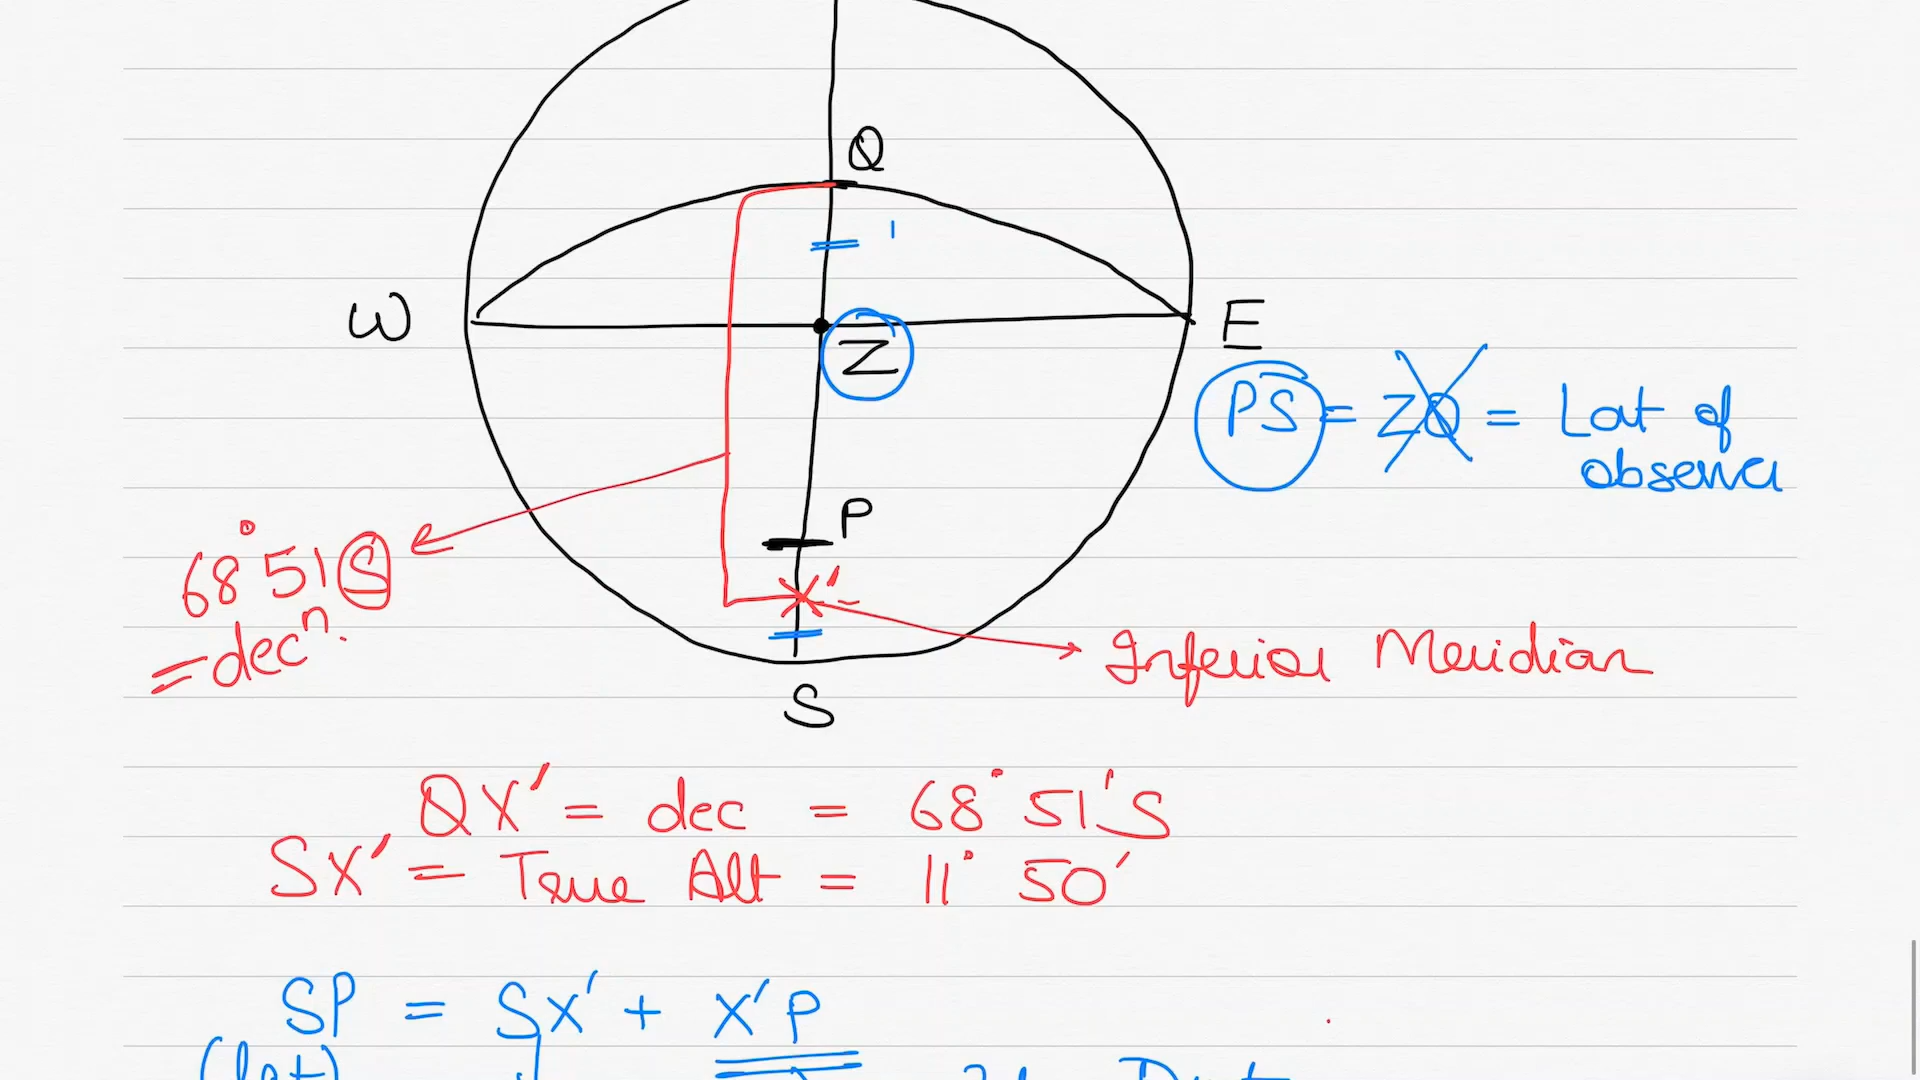 Q
W
E
Z
PS = ZQ = Lat of
observer
P
68° 51 S
= decⁿ.
X'
Inferior Meridian
S
QX' = dec = 68° 51' S
SX' = True Alt = 11° 50'
SP = SX' + X'P
(lat)